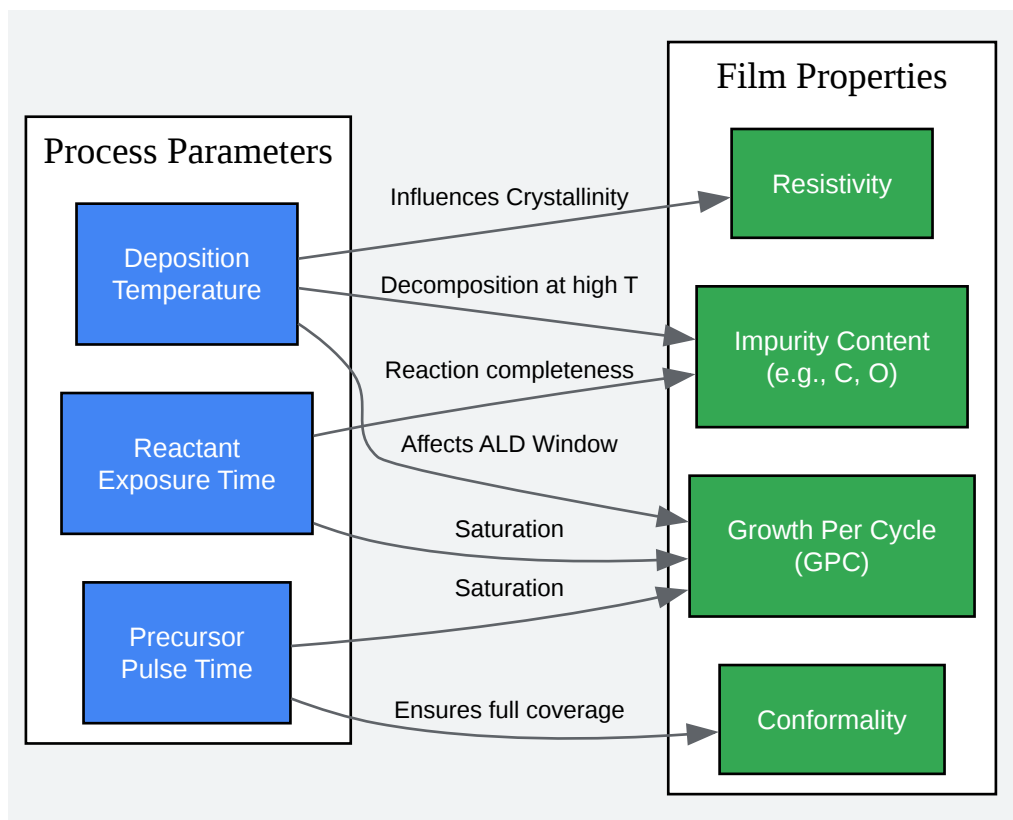 Process Parameters
Deposition
Temperature
Reactant
Exposure Time
Precursor
Pulse Time
Influences Crystallinity
Decomposition at high T
Reaction completeness
Affects ALD Window
Saturation
Saturation
Ensures full coverage
Film Properties
Resistivity
Impurity Content
(e.g., C, O)
Growth Per Cycle
(GPC)
Conformality